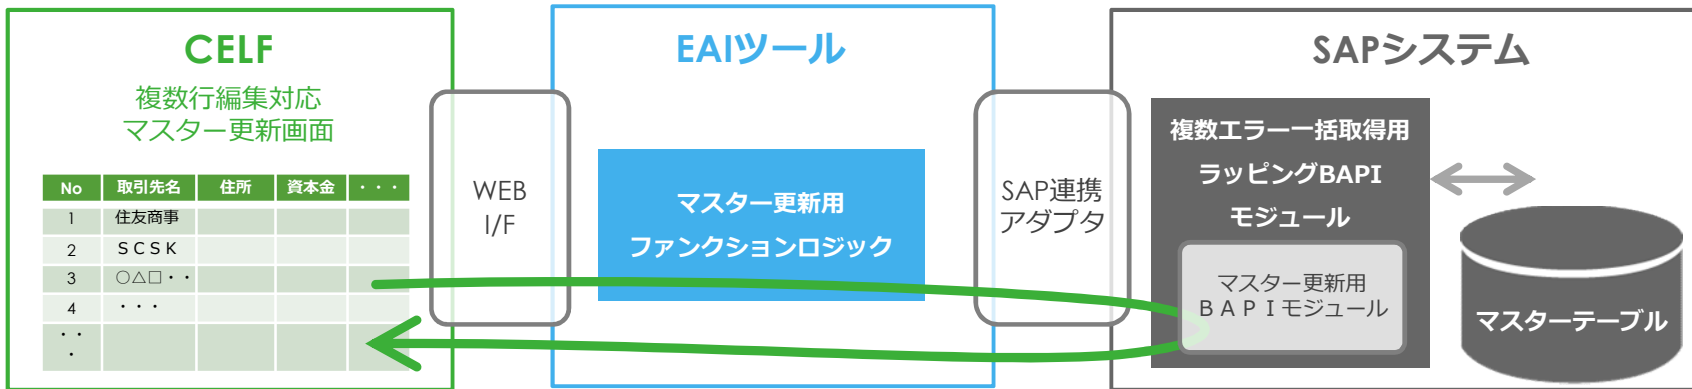 CELF
複数行編集対応
マスター更新画面
No 取引先名 住所 資本金 ・・・
1 住友商事
2 ＳＣＳＫ
3 ○△□・・
4 ・・・
・・
・
WEB
I/F
EAIツール
マスター更新用
ファンクションロジック
SAP連携
アダプタ
SAPシステム
複数エラー一括取得用
ラッピングBAPI
モジュール
マスター更新用
ＢＡＰＩモジュール
マスターテーブル